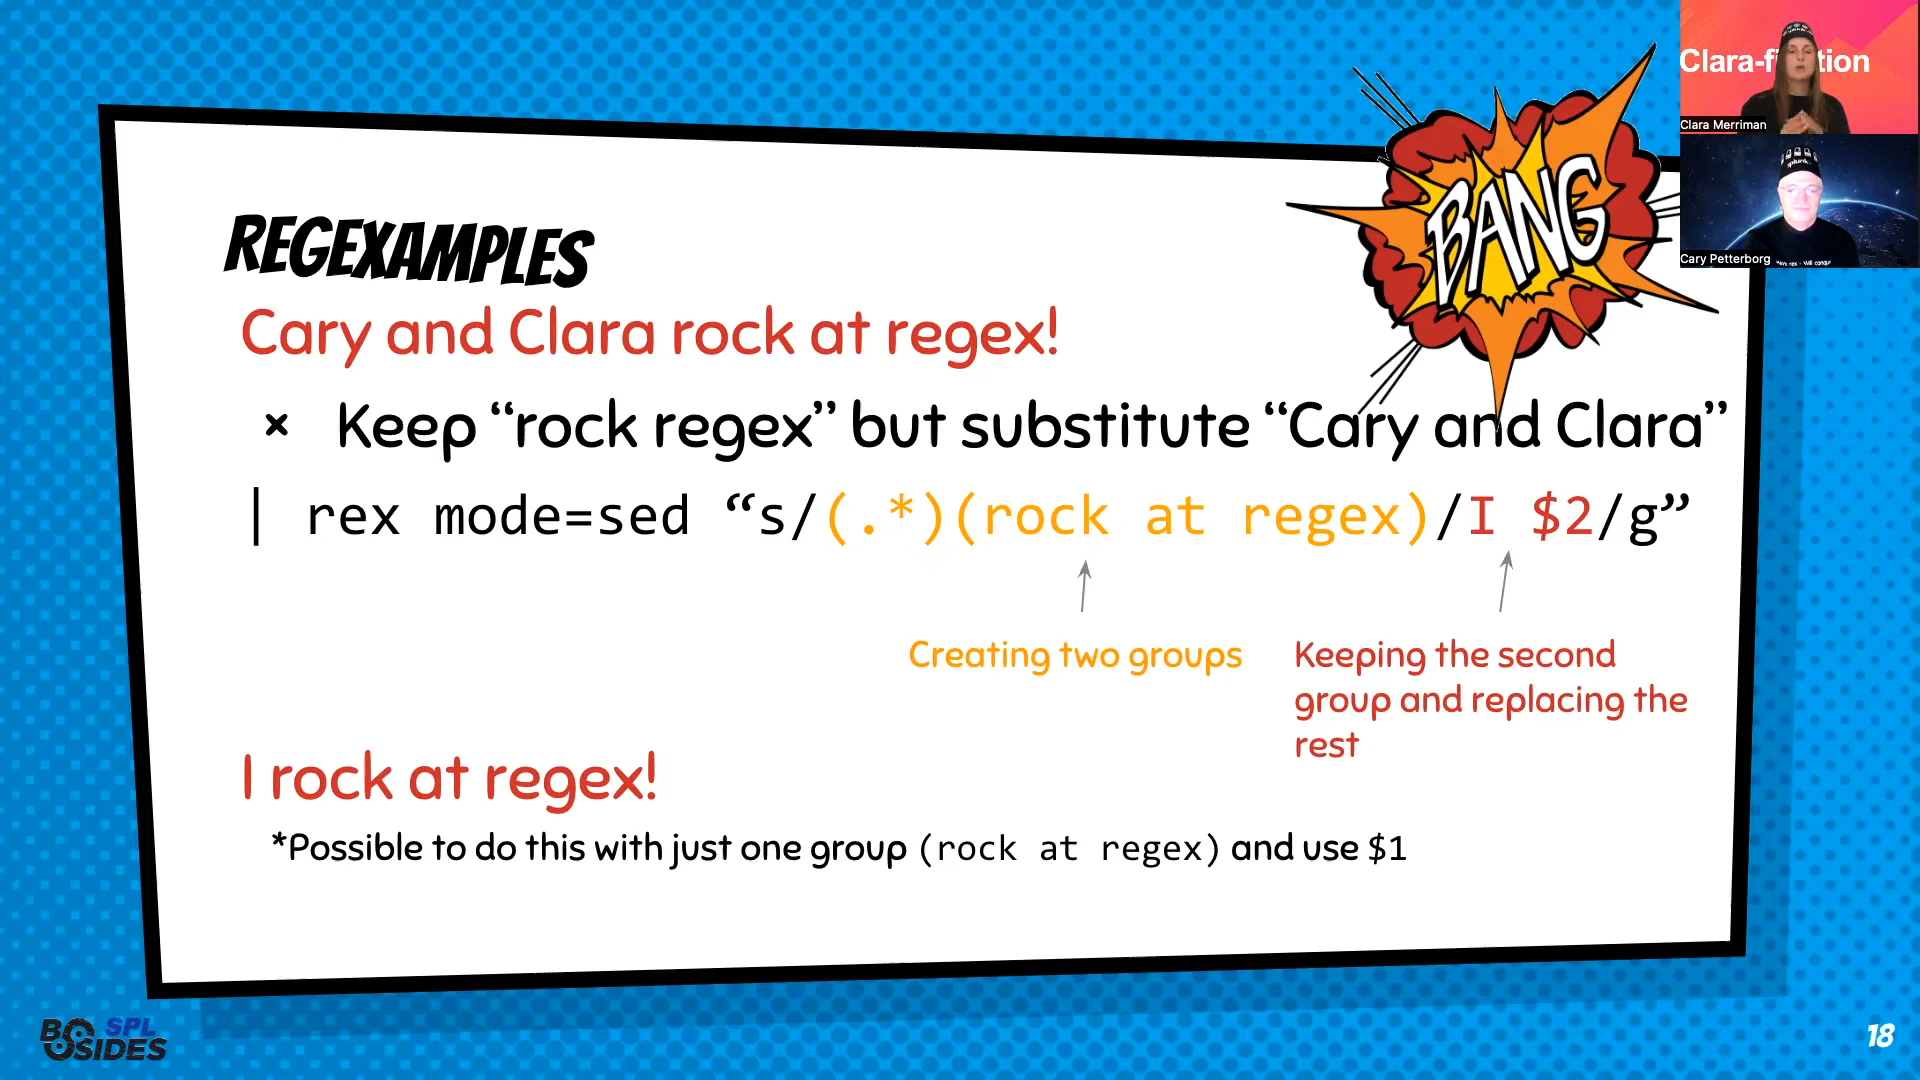 REGEXAMPLES
Cary and Clara rock at regex!
× Keep “rock regex” but substitute “Cary and Clara”
| rex mode=sed “s/(.*)(rock at regex)/I $2/g”
Creating two groups
Keeping the second
group and replacing the
rest
I rock at regex!
*Possible to do this with just one group (rock at regex) and use $1
BANG
Clara Merriman
splunk>
Cary Petterborg
BO SPL
SIDES
18